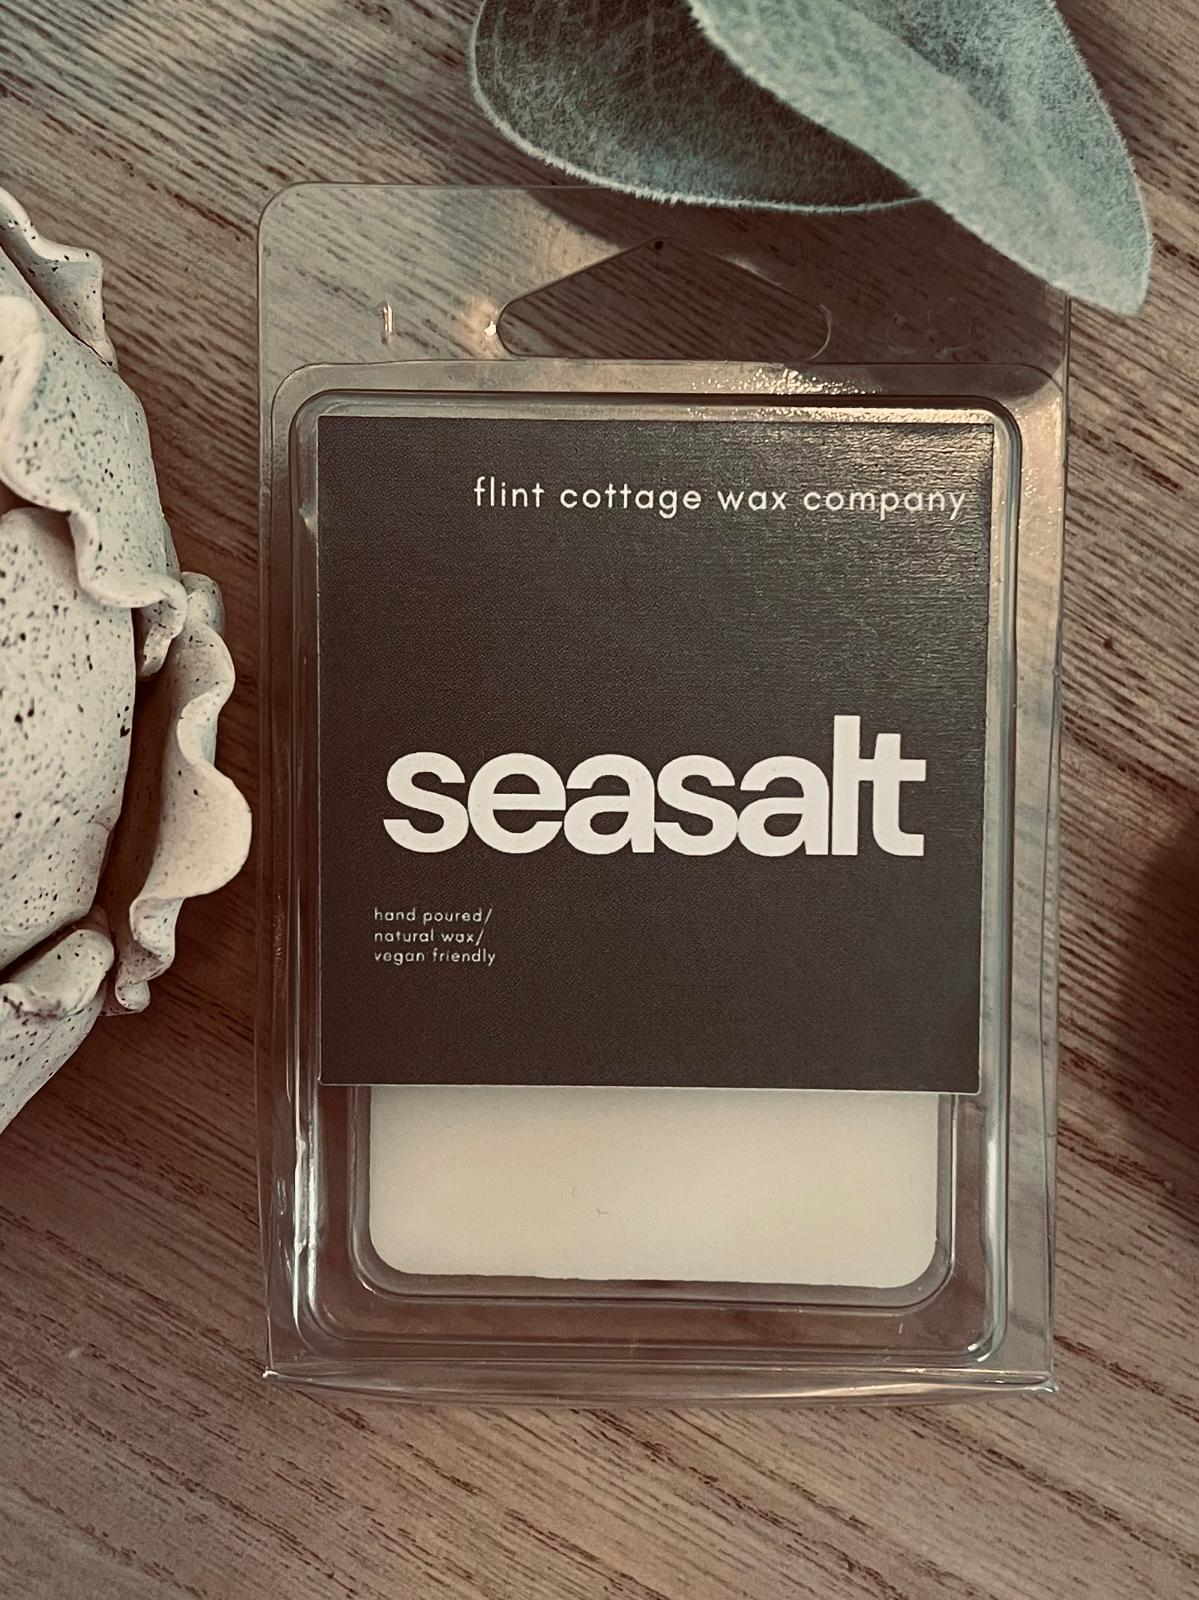 flint cottage wax company
seasalt
hand poured/
natural wax/
vegan friendly